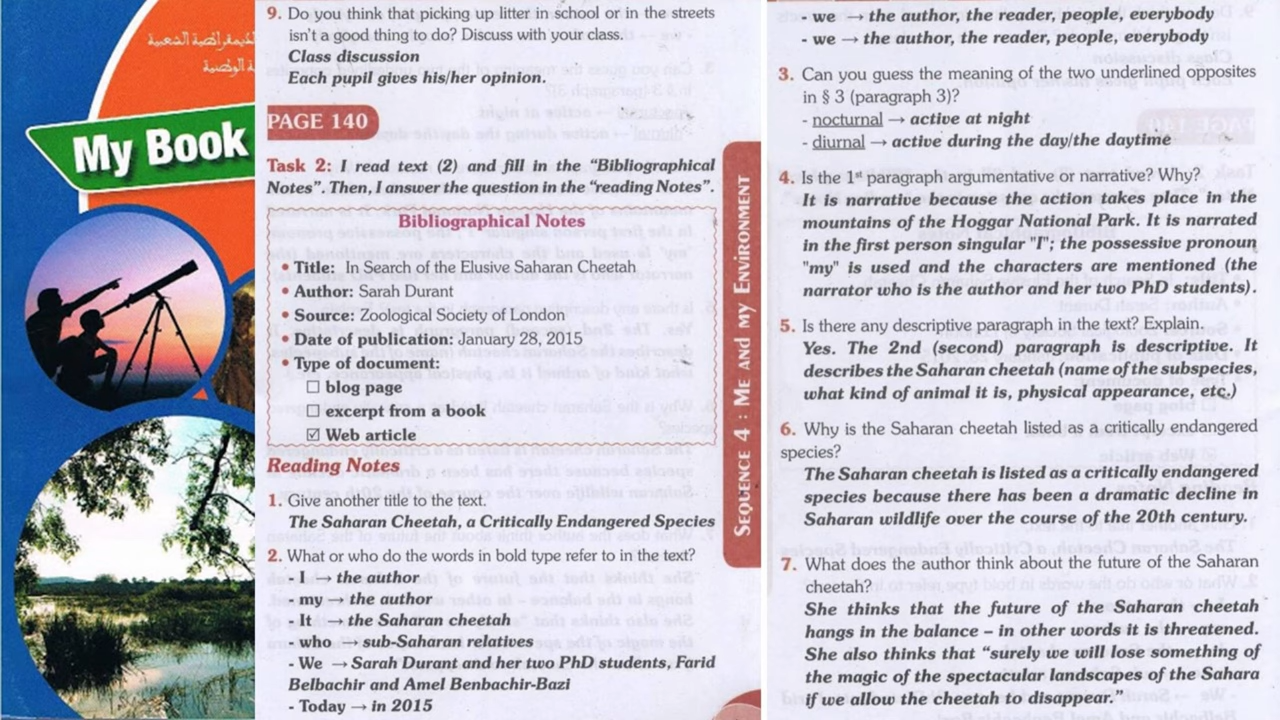 الديمقراطية الشعبية
ة الوطنية
My Book
9. Do you think that picking up litter in school or in the streets
isn't a good thing to do? Discuss with your class.
Class discussion
Each pupil gives his/her opinion.
PAGE 140
Task 2: I read text (2) and fill in the “Bibliographical
Notes”. Then, I answer the question in the “reading Notes”.
Bibliographical Notes
• Title: In Search of the Elusive Saharan Cheetah
• Author: Sarah Durant
• Source: Zoological Society of London
• Date of publication: January 28, 2015
• Type of document:
☐ blog page
☐ excerpt from a book
☑ Web article
Reading Notes
1. Give another title to the text.
The Saharan Cheetah, a Critically Endangered Species
2. What or who do the words in bold type refer to in the text?
- I → the author
- my → the author
- It → the Saharan cheetah
- who → sub-Saharan relatives
- We → Sarah Durant and her two PhD students, Farid
Belbachir and Amel Benbachir-Bazi
- Today → in 2015
SEQUENCE 4 : ME AND MY ENVIRONMENT
- we → the author, the reader, people, everybody
- we → the author, the reader, people, everybody
3. Can you guess the meaning of the two underlined opposites
in § 3 (paragraph 3)?
- nocturnal → active at night
- diurnal → active during the day/the daytime
4. Is the 1st paragraph argumentative or narrative? Why?
It is narrative because the action takes place in the
mountains of the Hoggar National Park. It is narrated
in the first person singular "I"; the possessive pronoun
"my" is used and the characters are mentioned (the
narrator who is the author and her two PhD students).
5. Is there any descriptive paragraph in the text? Explain.
Yes. The 2nd (second) paragraph is descriptive. It
describes the Saharan cheetah (name of the subspecies,
what kind of animal it is, physical appearance, etc.)
6. Why is the Saharan cheetah listed as a critically endangered
species?
The Saharan cheetah is listed as a critically endangered
species because there has been a dramatic decline in
Saharan wildlife over the course of the 20th century.
7. What does the author think about the future of the Saharan
cheetah?
She thinks that the future of the Saharan cheetah
hangs in the balance – in other words it is threatened.
She also thinks that “surely we will lose something of
the magic of the spectacular landscapes of the Sahara
if we allow the cheetah to disappear.”